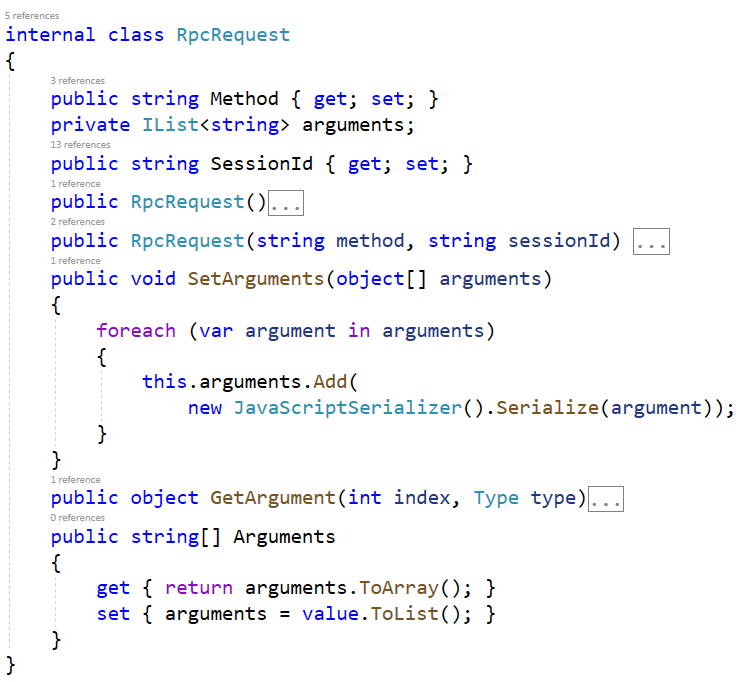 5 references
internal class RpcRequest
{
3 references
public string Method { get; set; }
private IList<string> arguments;
13 references
public string SessionId { get; set; }
1 reference
public RpcRequest()...
2 references
public RpcRequest(string method, string sessionId) ...
1 reference
public void SetArguments(object[] arguments)
{
foreach (var argument in arguments)
{
this.arguments.Add(
new JavaScriptSerializer().Serialize(argument));
}
}
1 reference
public object GetArgument(int index, Type type)...
0 references
public string[] Arguments
{
get { return arguments.ToArray(); }
set { arguments = value.ToList(); }
}
}